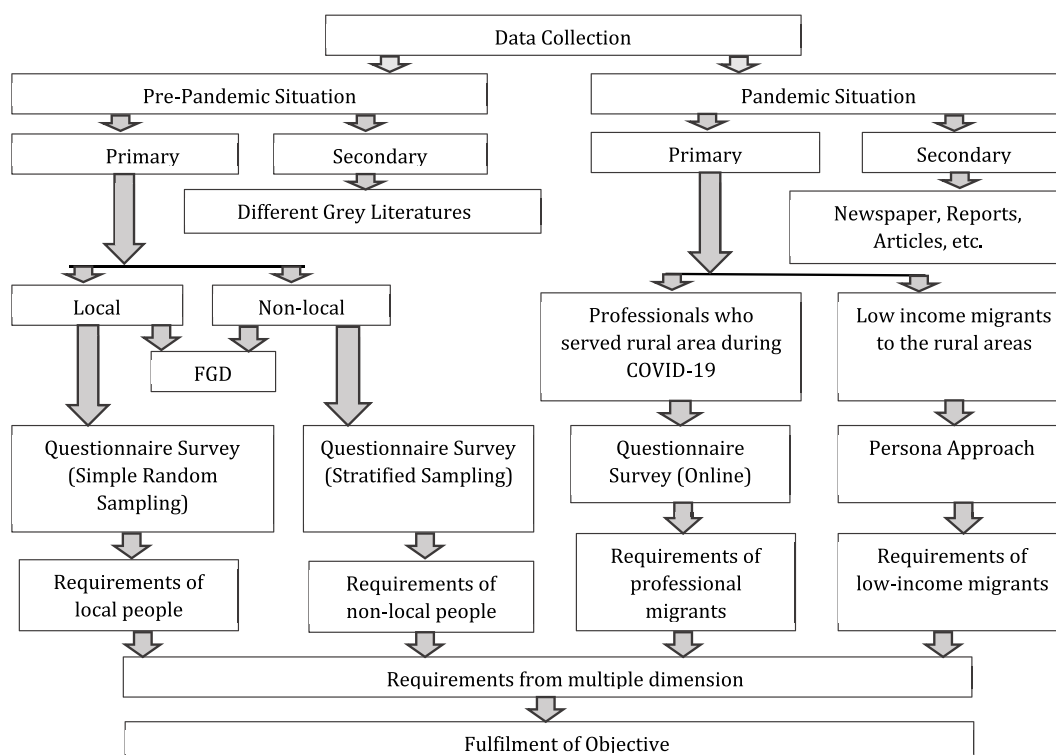 Data Collection
Pre-Pandemic Situation
Pandemic Situation
Primary
Secondary
Primary
Secondary
Different Grey Literatures
Newspaper, Reports,
Articles, etc.
Local
Non-local
FGD
Professionals who
served rural area during
COVID-19
Low income migrants
to the rural areas
Questionnaire Survey
(Simple Random
Sampling)
Questionnaire Survey
(Stratified Sampling)
Questionnaire
Survey (Online)
Persona Approach
Requirements of
local people
Requirements of
non-local people
Requirements of
professional
migrants
Requirements of
low-income migrants
Requirements from multiple dimension
Fulfilment of Objective